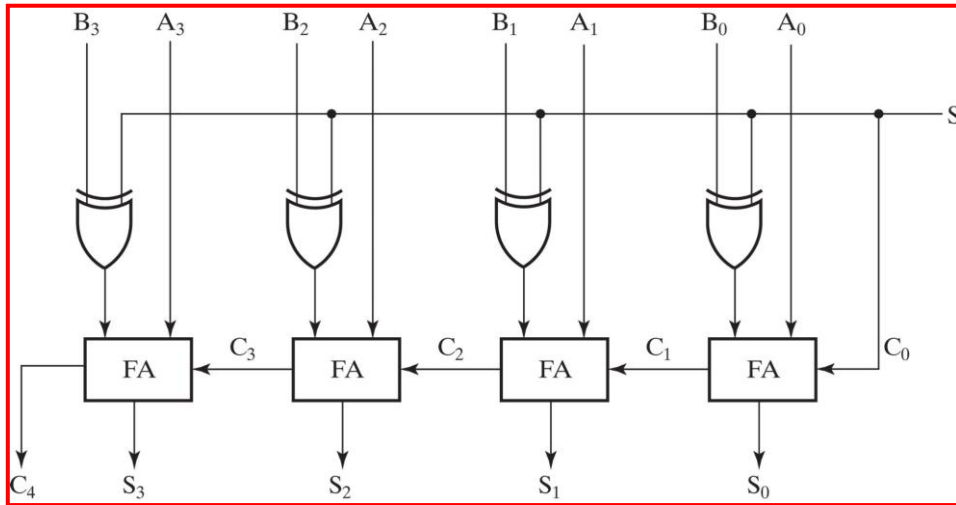 B₃ A₃ B₂ A₂ B₁ A₁ B₀ A₀
S
C₃ C₂ C₁ C₀
FA FA FA FA
C₄ S₃ S₂ S₁ S₀